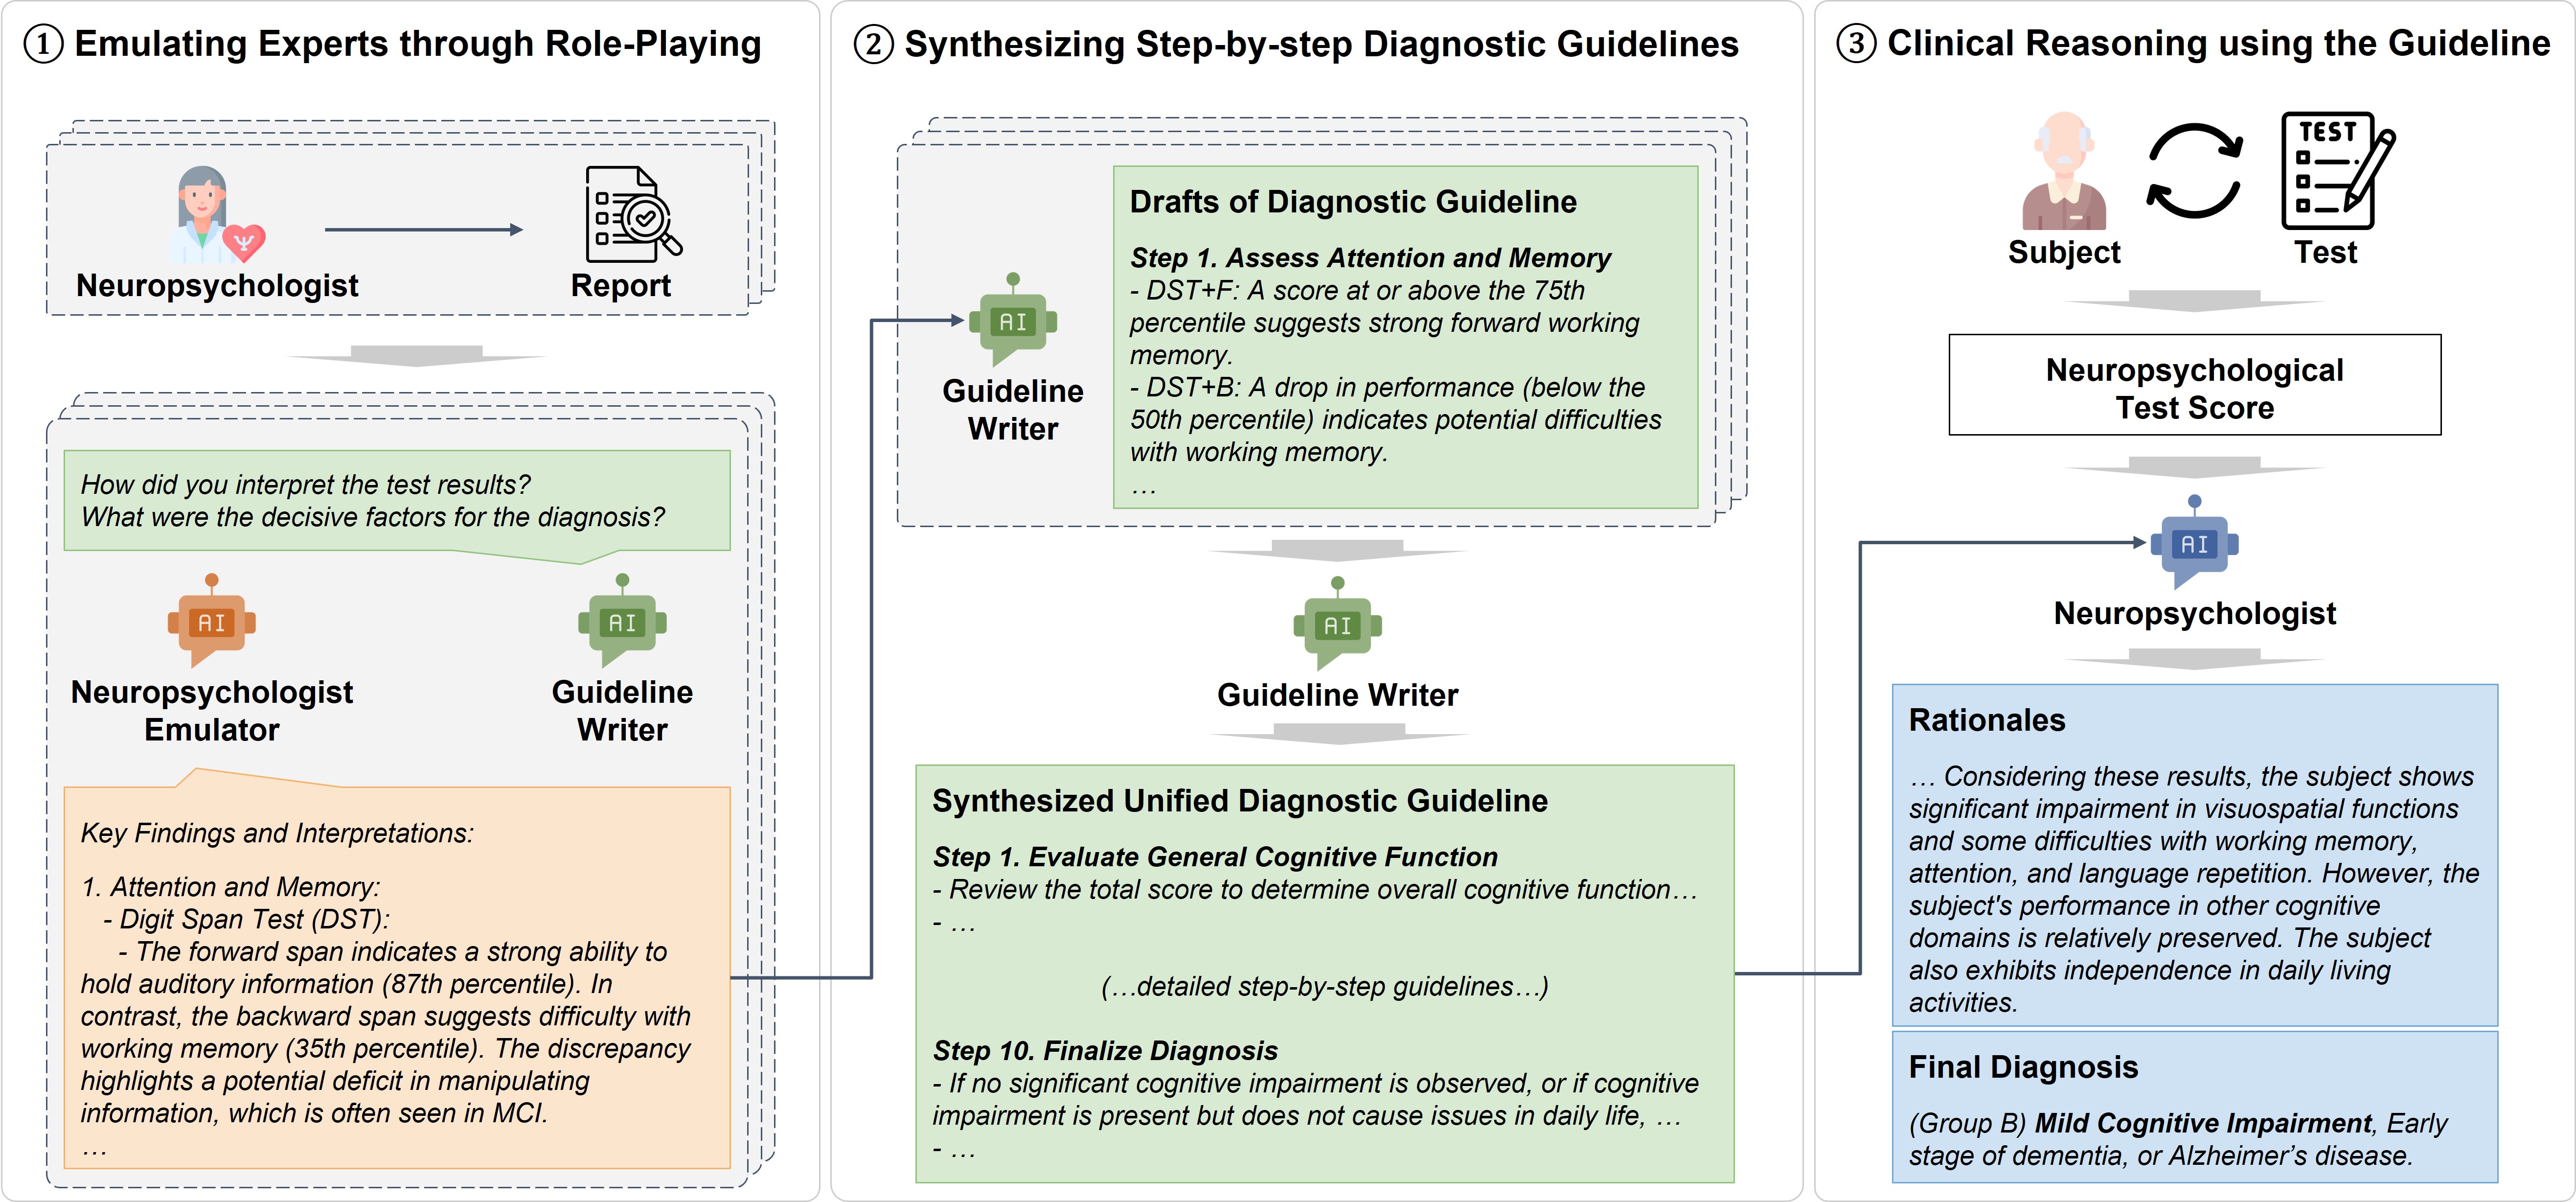 ① Emulating Experts through Role-Playing
Neuropsychologist
Report
How did you interpret the test results?
What were the decisive factors for the diagnosis?
AI
AI
Neuropsychologist
Emulator
Guideline
Writer
Key Findings and Interpretations:
1. Attention and Memory:
- Digit Span Test (DST):
- The forward span indicates a strong ability to
hold auditory information (87th percentile). In
contrast, the backward span suggests difficulty with
working memory (35th percentile). The discrepancy
highlights a potential deficit in manipulating
information, which is often seen in MCI.
…
② Synthesizing Step-by-step Diagnostic Guidelines
AI
Guideline
Writer
Drafts of Diagnostic Guideline
Step 1. Assess Attention and Memory
- DST+F: A score at or above the 75th
percentile suggests strong forward working
memory.
- DST+B: A drop in performance (below the
50th percentile) indicates potential difficulties
with working memory.
…
AI
Guideline Writer
Synthesized Unified Diagnostic Guideline
Step 1. Evaluate General Cognitive Function
- Review the total score to determine overall cognitive function…
- …
(…detailed step-by-step guidelines…)
Step 10. Finalize Diagnosis
- If no significant cognitive impairment is observed, or if cognitive
impairment is present but does not cause issues in daily life, …
- …
③ Clinical Reasoning using the Guideline
TEST
Subject
Test
Neuropsychological
Test Score
AI
Neuropsychologist
Rationales
… Considering these results, the subject shows
significant impairment in visuospatial functions
and some difficulties with working memory,
attention, and language repetition. However, the
subject's performance in other cognitive
domains is relatively preserved. The subject
also exhibits independence in daily living
activities.
Final Diagnosis
(Group B) Mild Cognitive Impairment, Early
stage of dementia, or Alzheimer’s disease.